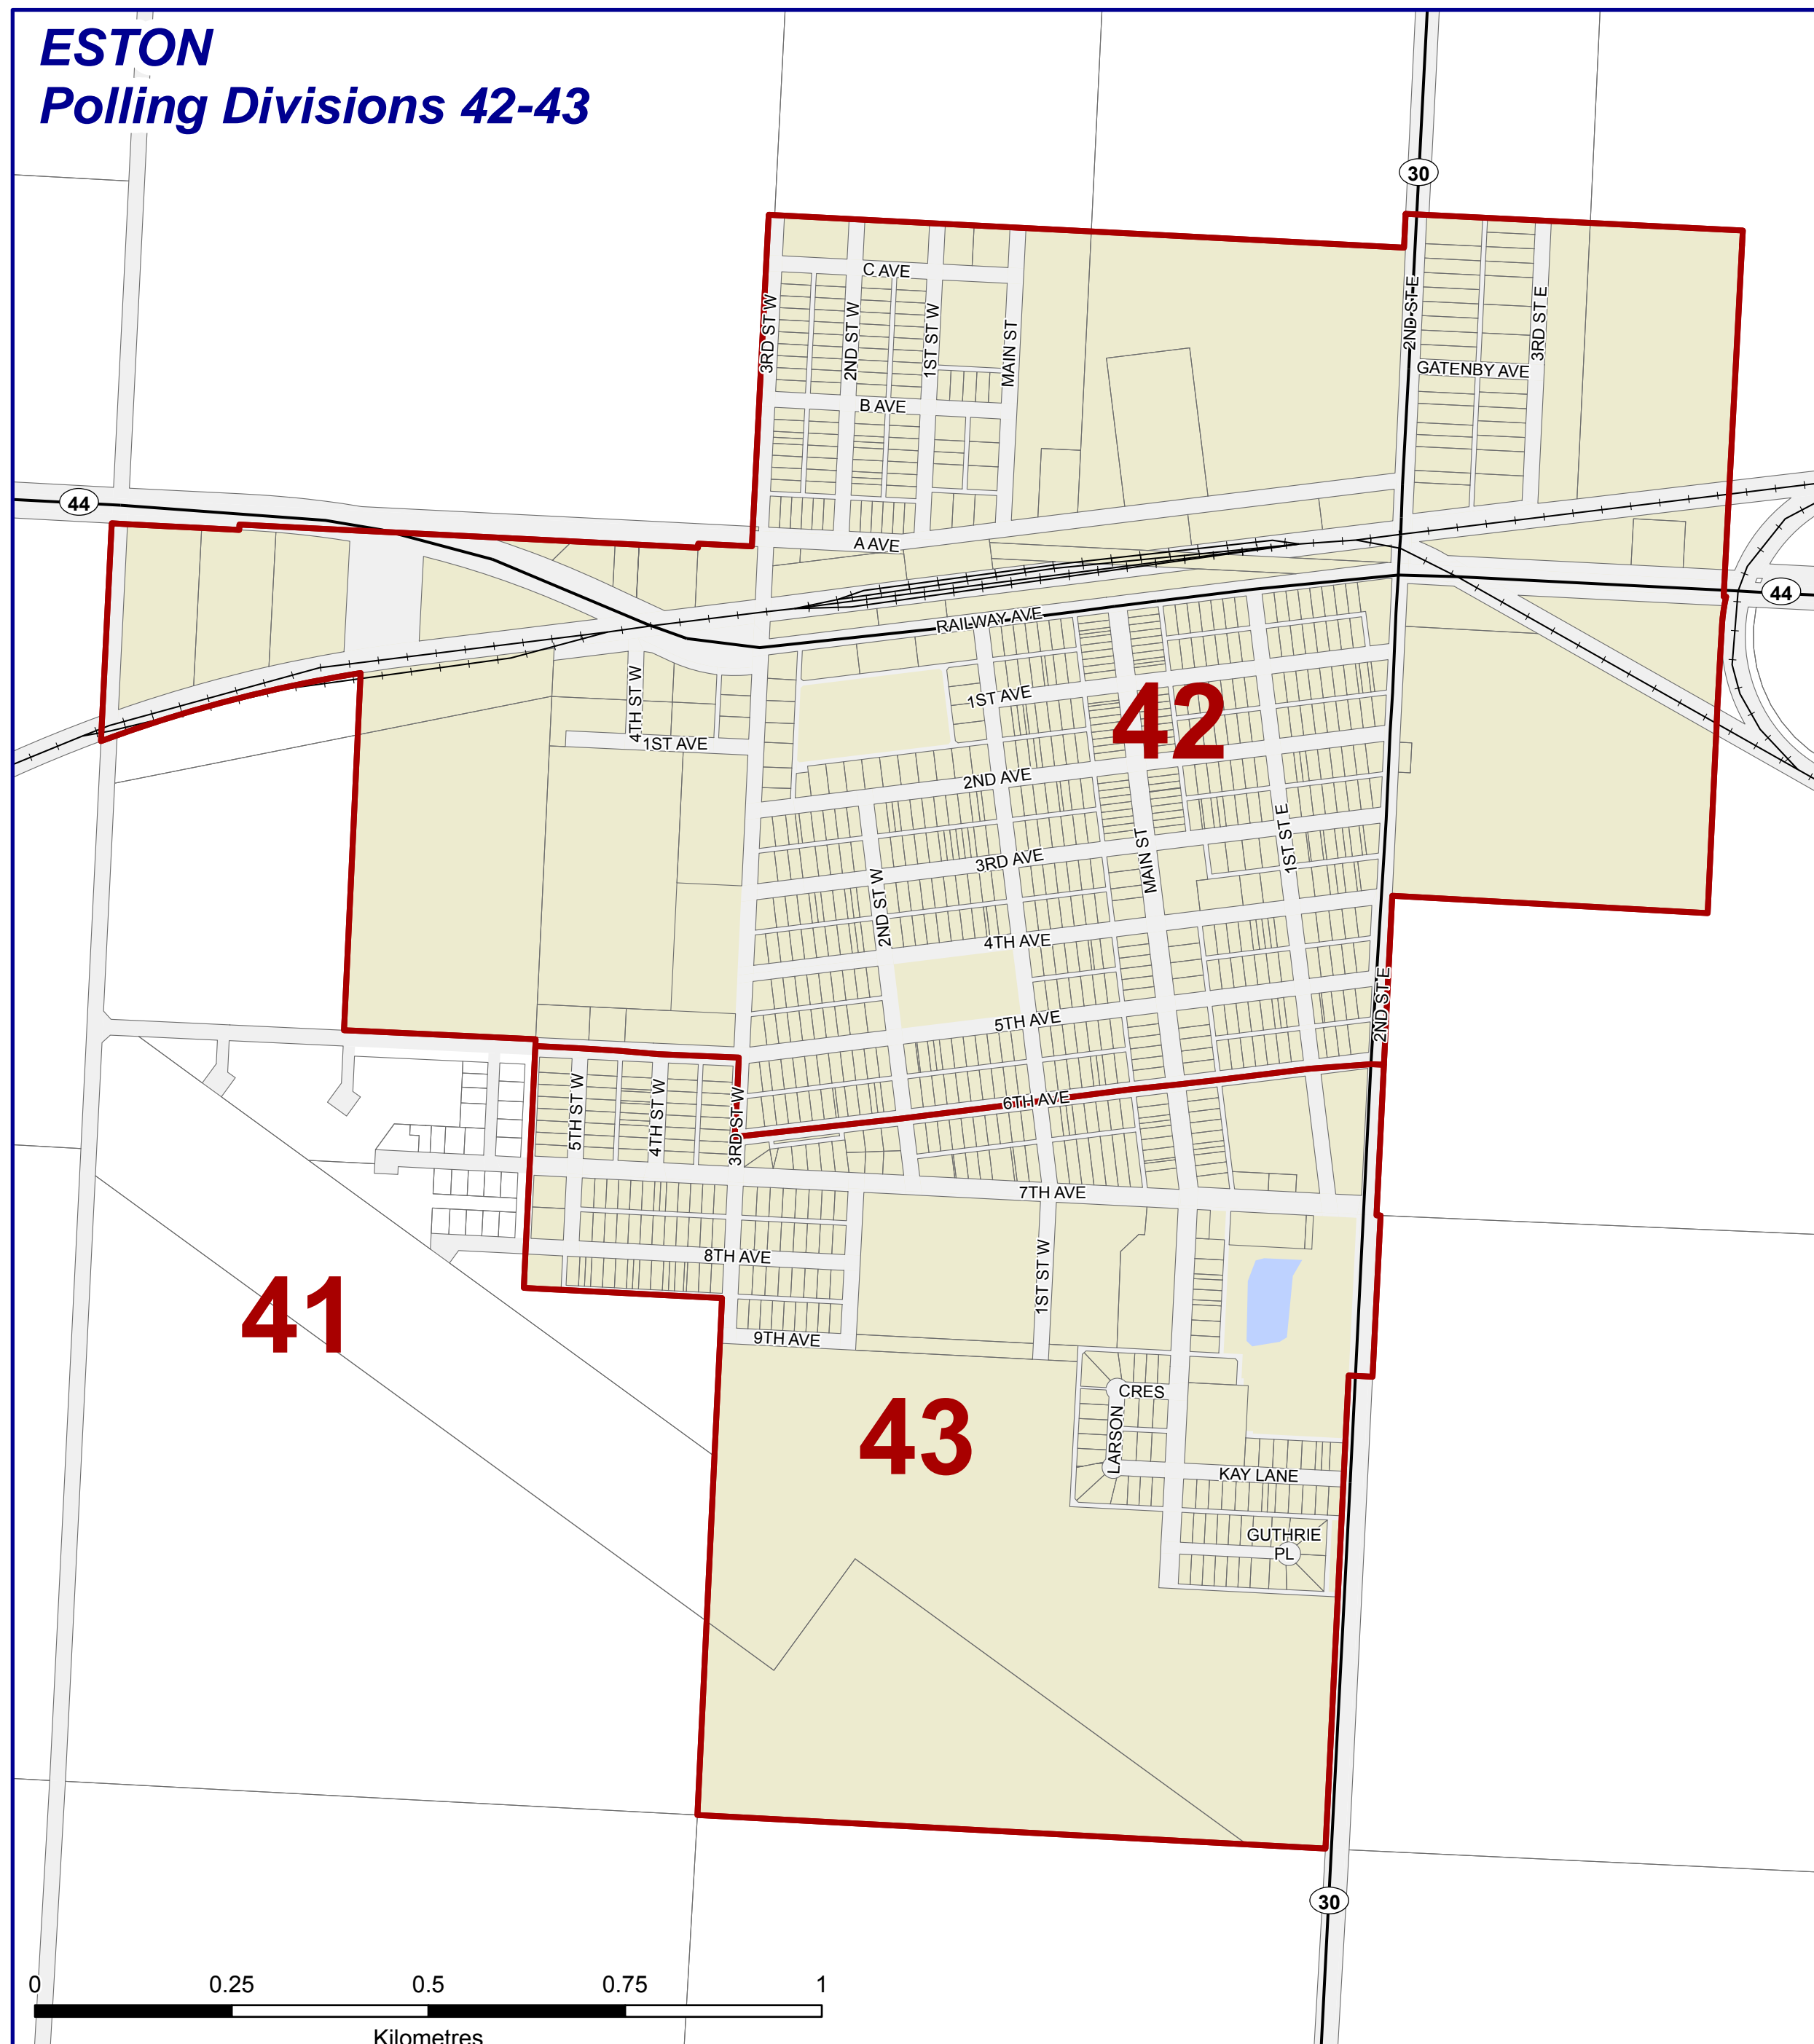 ESTON
Polling Divisions 42-43
30
C AVE
3RD ST W
2ND ST W
1ST ST W
MAIN ST
2ND ST E
3RD ST E
GATENBY AVE
B AVE
44
A AVE
44
RAILWAY AVE
1ST AVE
4TH ST W
1ST AVE
42
2ND AVE
3RD AVE
MAIN ST
1ST ST E
2ND ST W
4TH AVE
2ND ST E
5TH AVE
6TH AVE
5TH ST W
4TH ST W
3RD ST W
7TH AVE
8TH AVE
1ST ST W
41
9TH AVE
CRES
LARSON
43
KAY LANE
GUTHRIE
PL
30
0 0.25 0.5 0.75 1
Kilometres